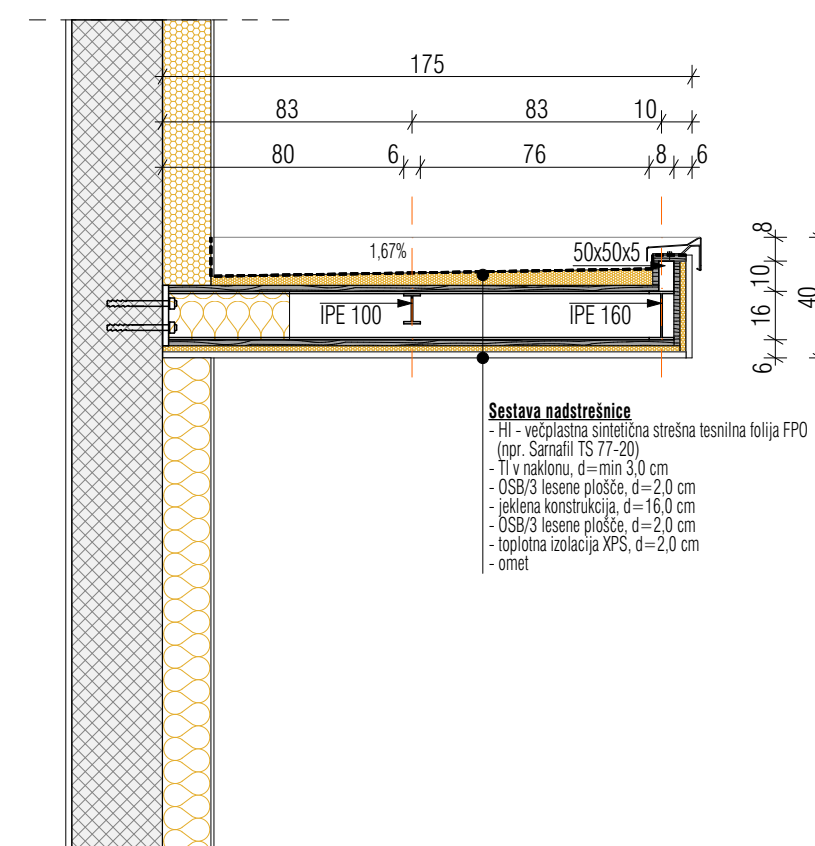 175
83 83 10
80 6 76 8 6
1,67% 50x50x5
IPE 100 IPE 160
8
10
16
6
40
Sestava nadstrešnice
- HI - večplastna sintetična strešna tesnilna folija FPO
(npr. Sarnafil TS 77-20)
- TI v naklonu, d=min 3,0 cm
- OSB/3 lesene plošče, d=2,0 cm
- jeklena konstrukcija, d=16,0 cm
- OSB/3 lesene plošče, d=2,0 cm
- toplotna izolacija XPS, d=2,0 cm
- omet